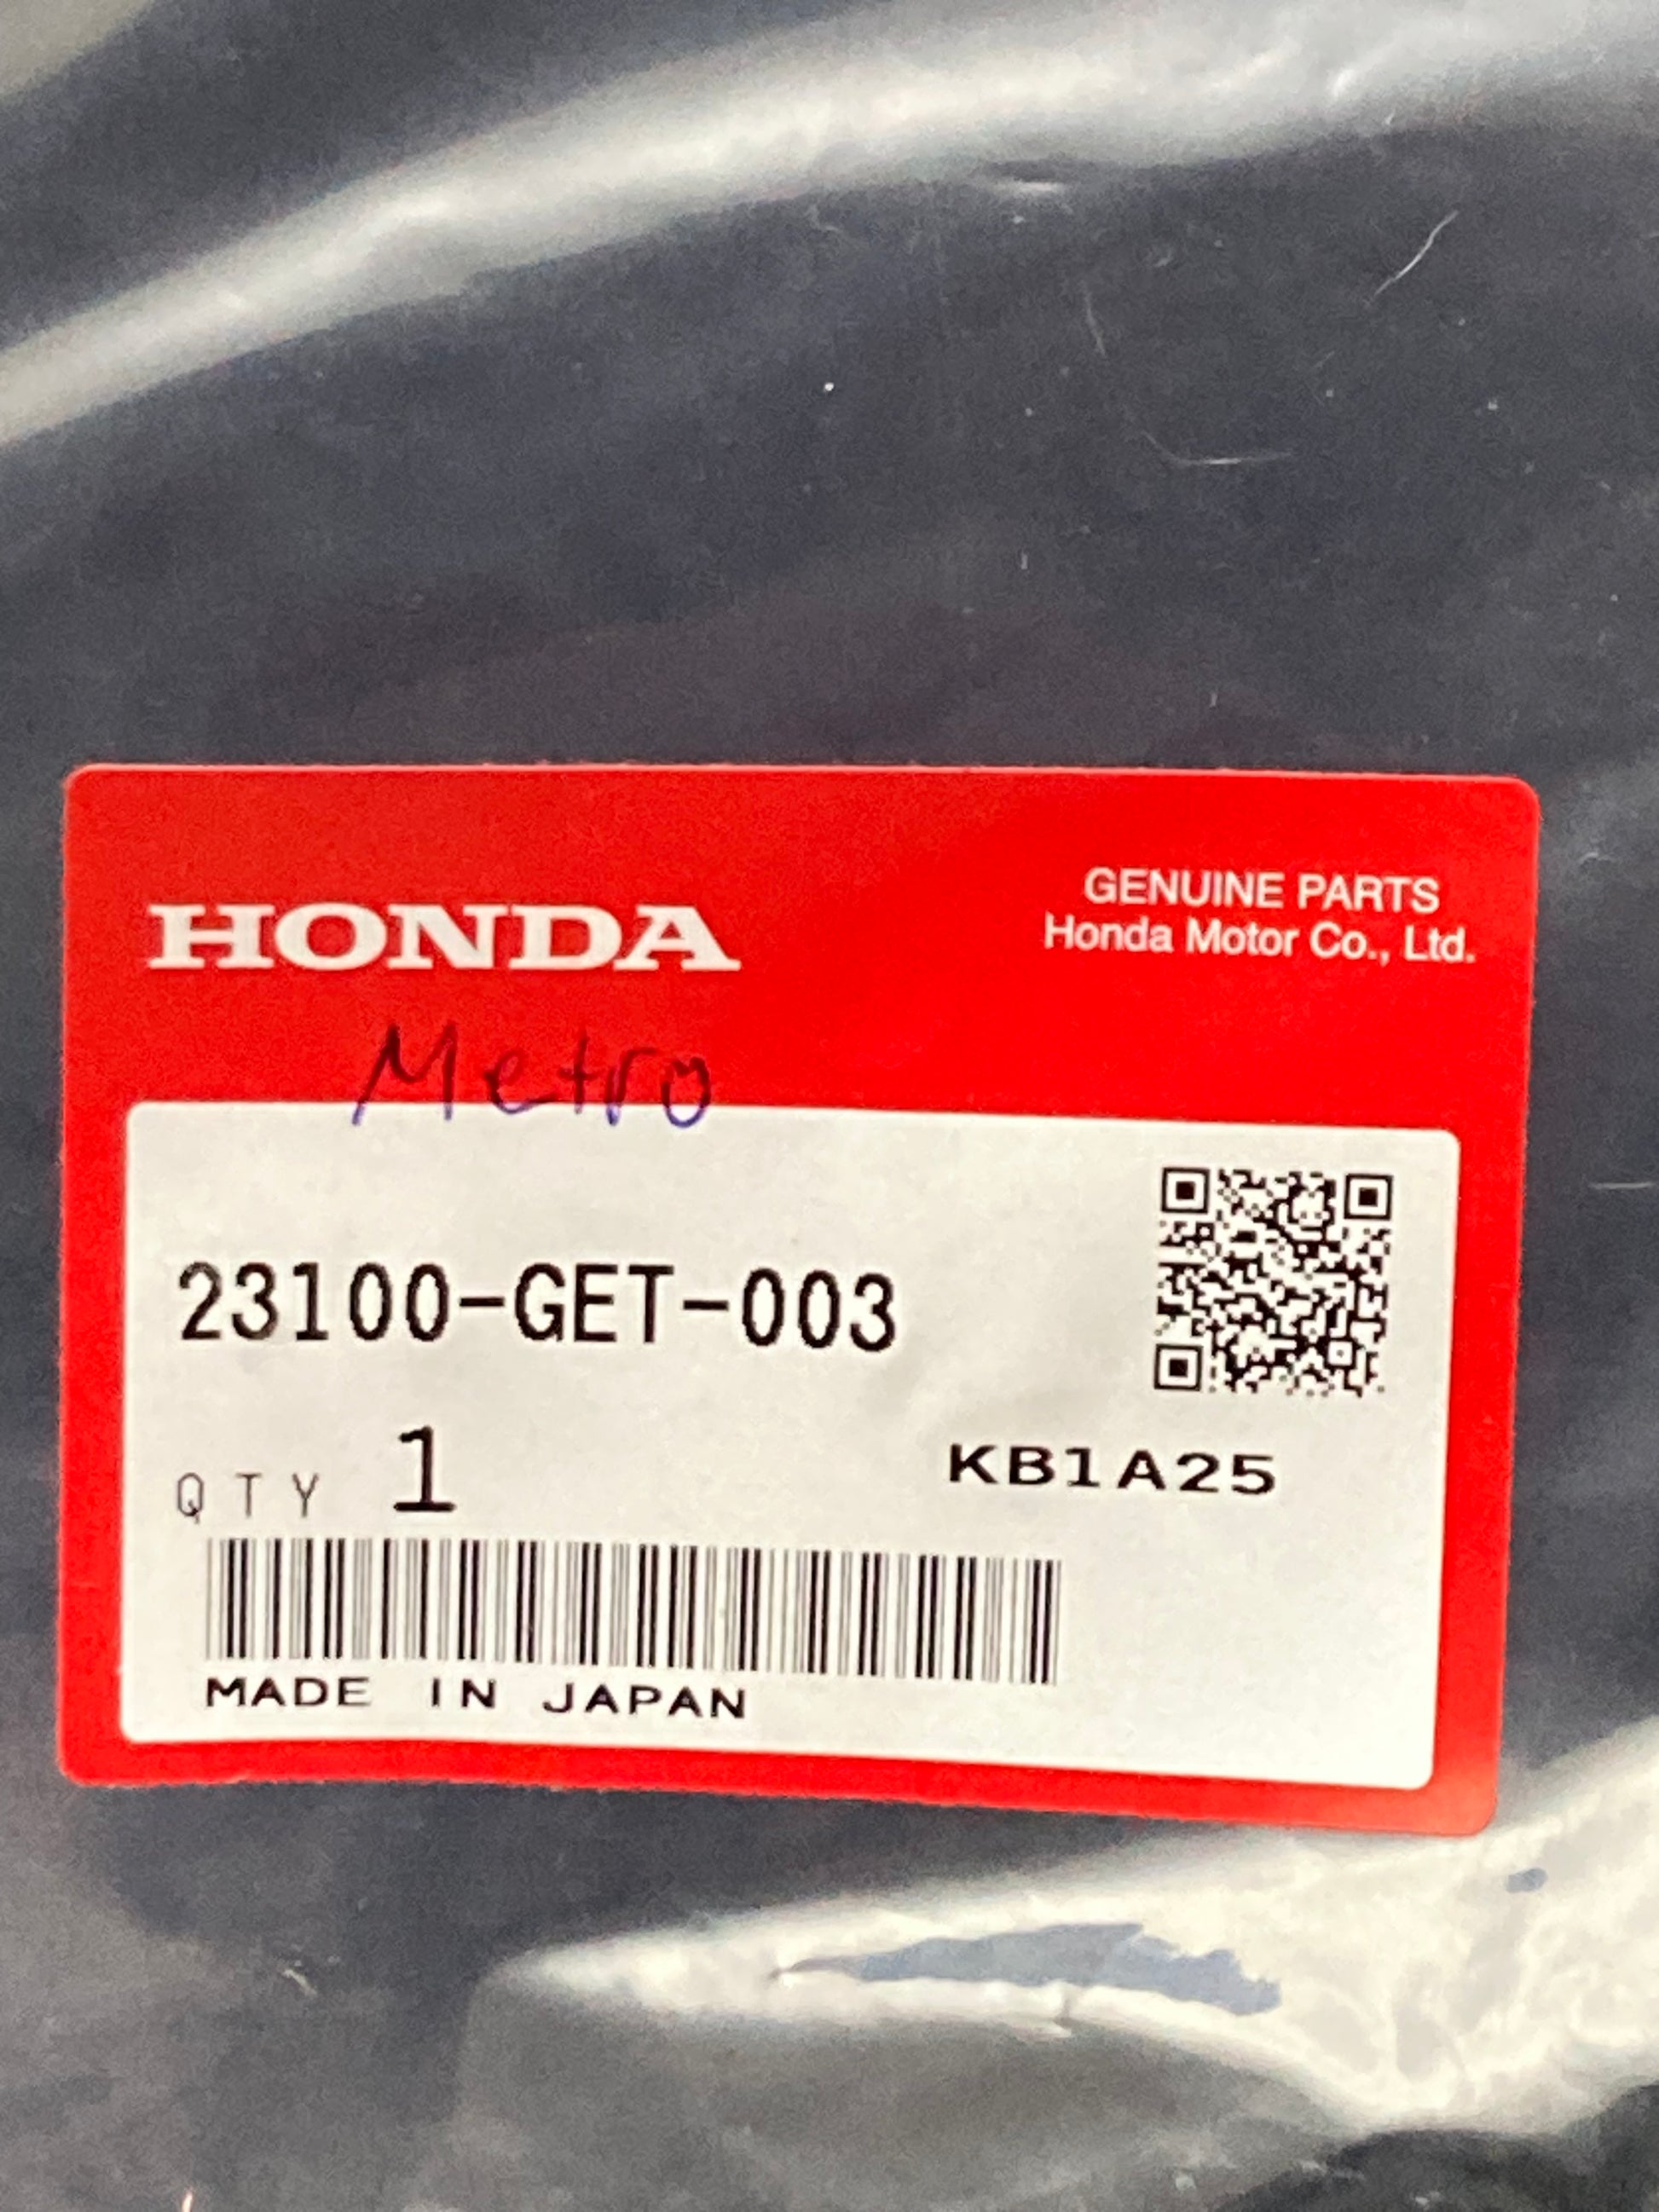 HONDA
GENUINE PARTS
Honda Motor Co., Ltd.
Metro
23100-GET-003
QTY 1
KB1A25
MADE IN JAPAN